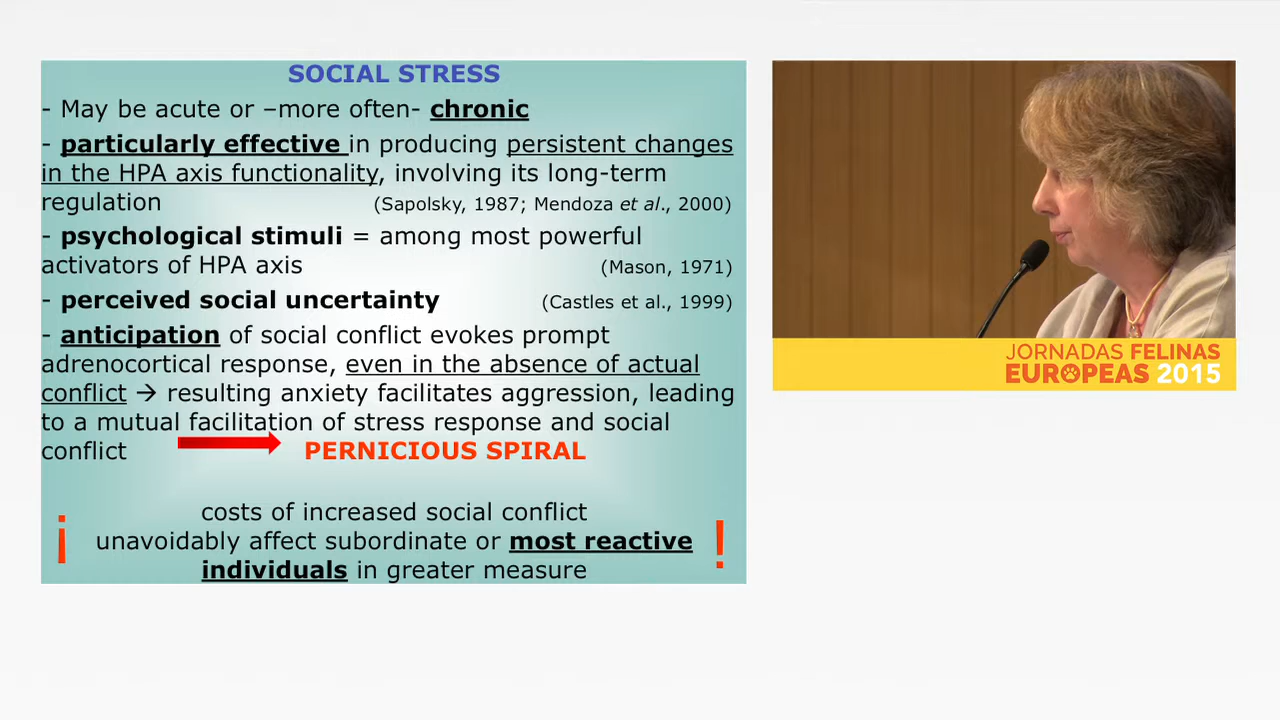 SOCIAL STRESS
- May be acute or –more often- chronic
- particularly effective in producing persistent changes
in the HPA axis functionality, involving its long-term
regulation (Sapolsky, 1987; Mendoza et al., 2000)
- psychological stimuli = among most powerful
activators of HPA axis (Mason, 1971)
- perceived social uncertainty (Castles et al., 1999)
- anticipation of social conflict evokes prompt
adrenocortical response, even in the absence of actual
conflict → resulting anxiety facilitates aggression, leading
to a mutual facilitation of stress response and social
conflict PERNICIOUS SPIRAL
costs of increased social conflict
¡ unavoidably affect subordinate or most reactive !
individuals in greater measure
JORNADAS FELINAS
EUROPEAS 2015